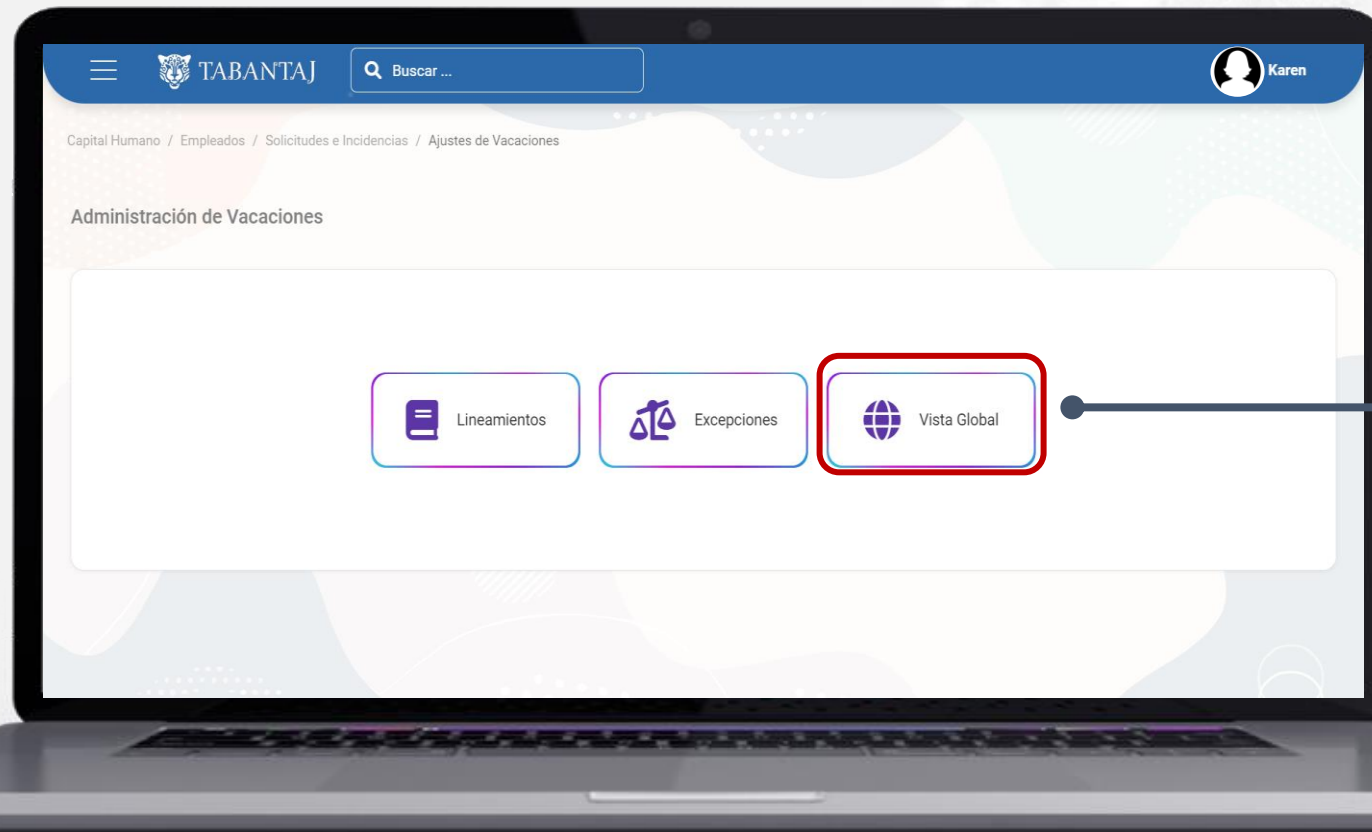 TABANTAJ
Buscar ...
Karen
Capital Humano / Empleados / Solicitudes e Incidencias / Ajustes de Vacaciones
Administración de Vacaciones
Lineamientos
Excepciones
Vista Global